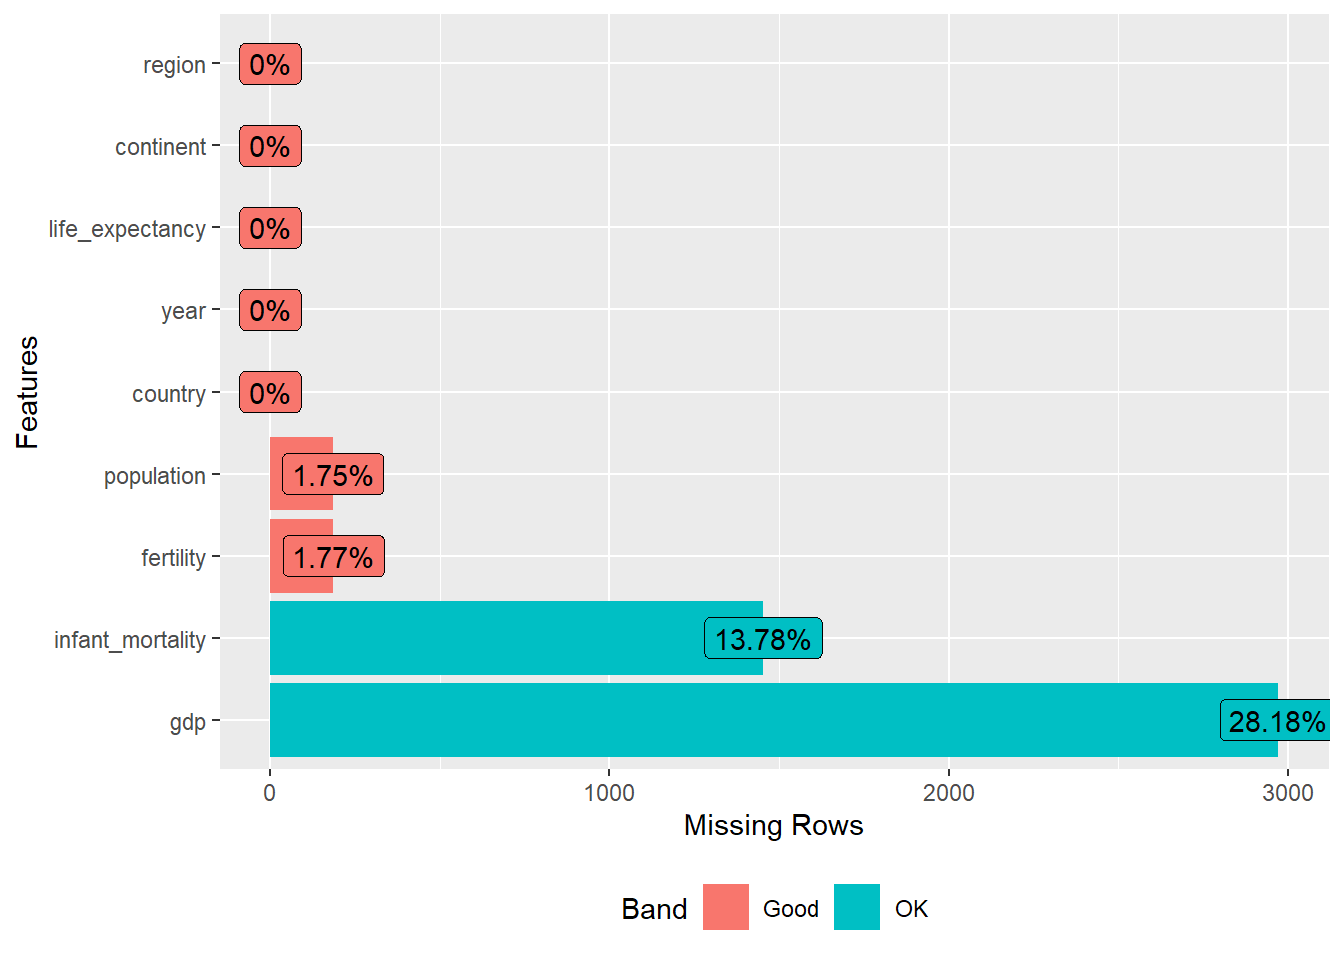 region
0%
continent
0%
life_expectancy
0%
year
0%
country
0%
population
1.75%
fertility
1.77%
infant_mortality
13.78%
gdp
28.18%
Features
0 1000 2000 3000
Missing Rows
Band Good OK